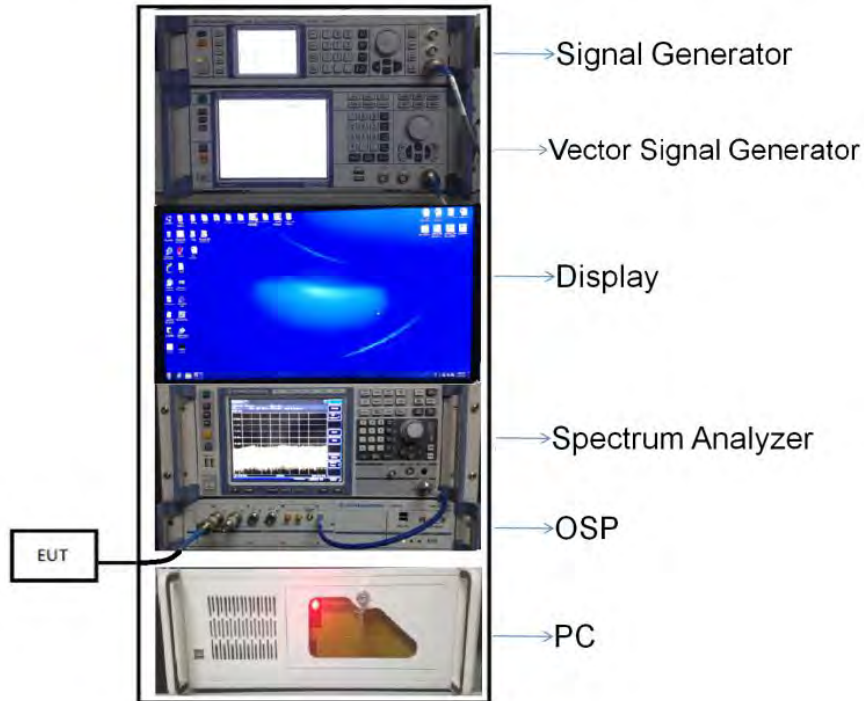 Signal Generator
Vector Signal Generator
Display
Spectrum Analyzer
OSP
EUT
PC